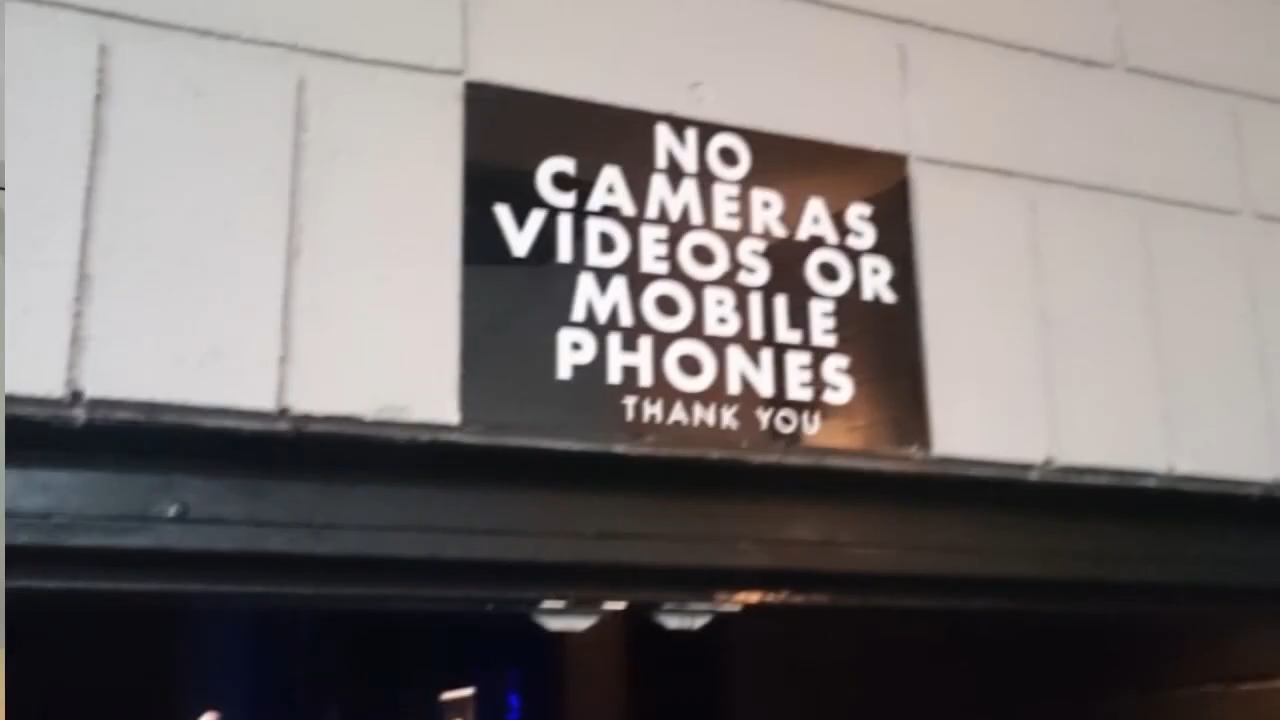 NO
CAMERAS
VIDEOS OR
MOBILE
PHONES
THANK YOU